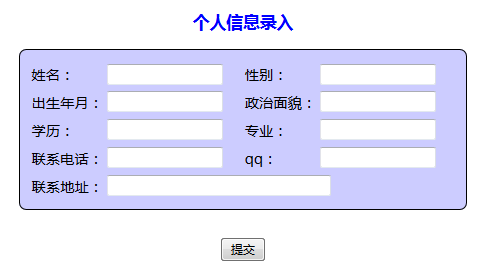 个人信息录入
姓名： 性别：
出生年月： 政治面貌：
学历： 专业：
联系电话： qq：
联系地址：
提交